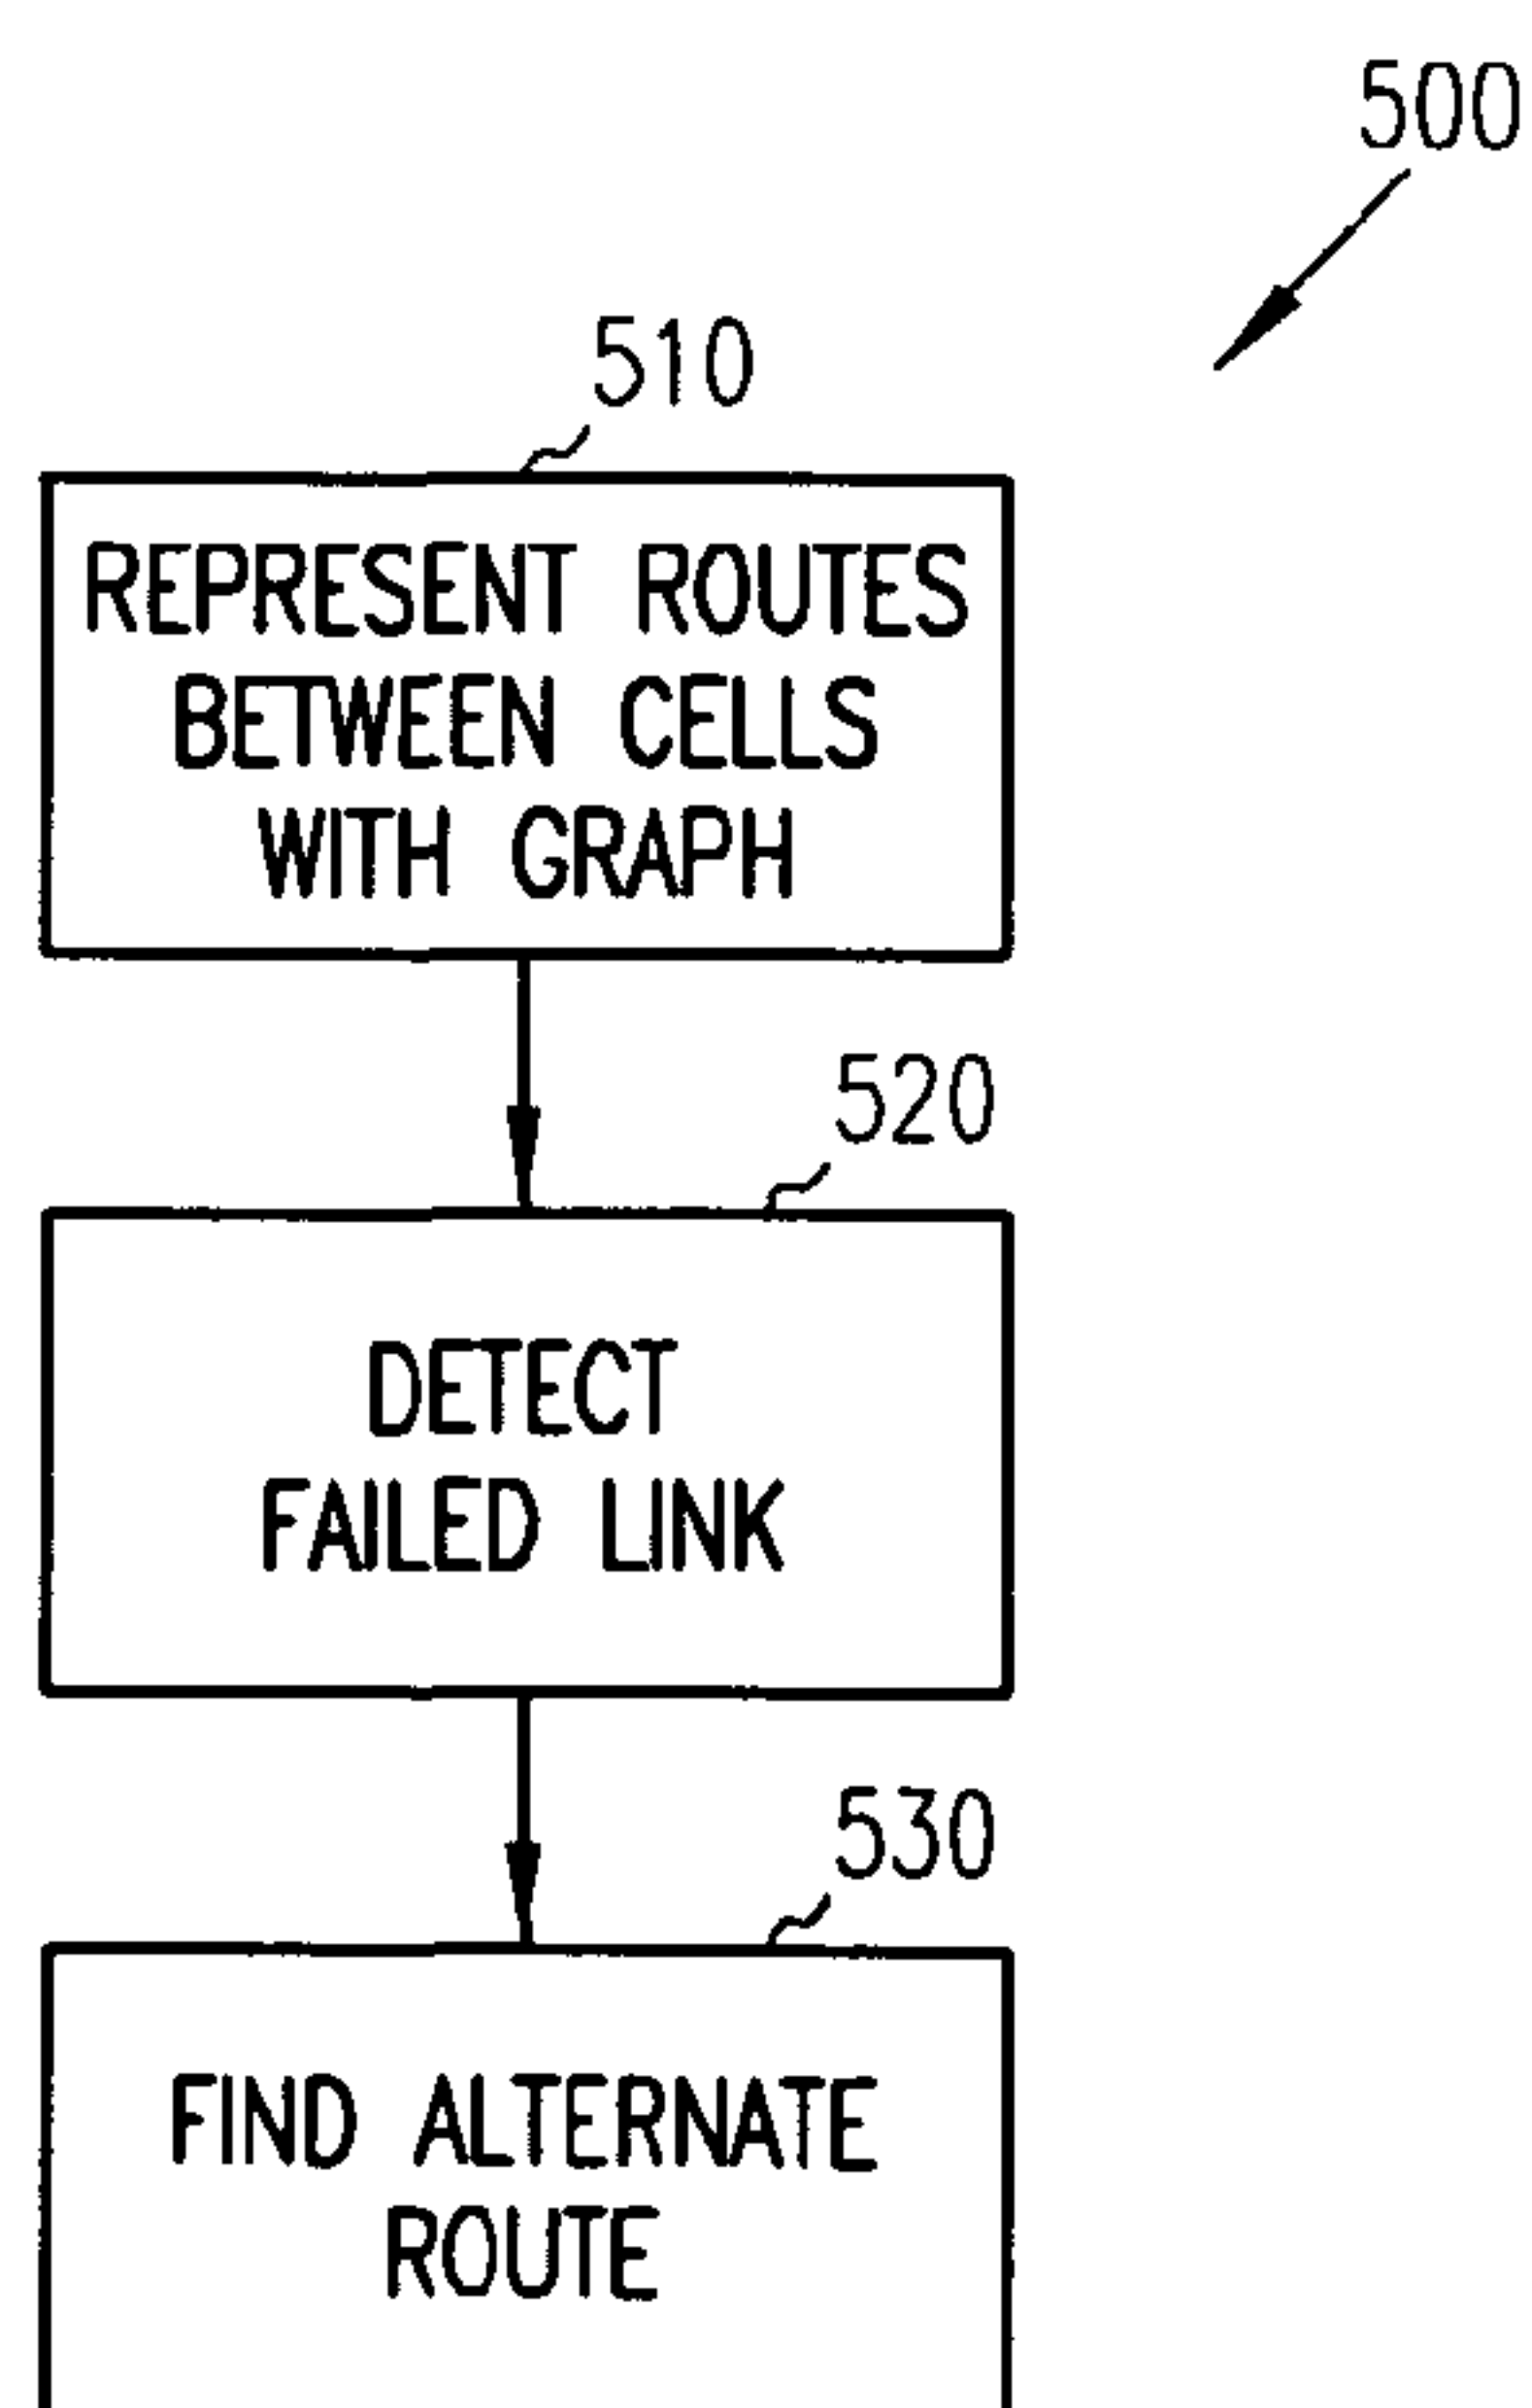 500
510
REPRESENT ROUTES
BETWEEN CELLS
WITH GRAPH
520
DETECT
FAILED LINK
530
FIND ALTERNATE
ROUTE